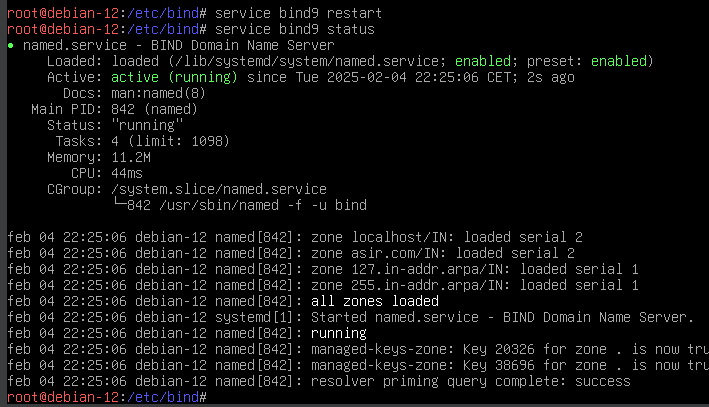 root@debian-12:/etc/bind# service bind9 restart
root@debian-12:/etc/bind# service bind9 status
● named.service - BIND Domain Name Server
Loaded: loaded (/lib/systemd/system/named.service; enabled; preset: enabled)
Active: active (running) since Tue 2025-02-04 22:25:06 CET; 2s ago
Docs: man:named(8)
Main PID: 842 (named)
Status: "running"
Tasks: 4 (limit: 1098)
Memory: 11.2M
CPU: 44ms
CGroup: /system.slice/named.service
└─842 /usr/sbin/named -f -u bind
feb 04 22:25:06 debian-12 named[842]: zone localhost/IN: loaded serial 2
feb 04 22:25:06 debian-12 named[842]: zone asir.com/IN: loaded serial 2
feb 04 22:25:06 debian-12 named[842]: zone 127.in-addr.arpa/IN: loaded serial 1
feb 04 22:25:06 debian-12 named[842]: zone 255.in-addr.arpa/IN: loaded serial 1
feb 04 22:25:06 debian-12 named[842]: all zones loaded
feb 04 22:25:06 debian-12 systemd[1]: Started named.service - BIND Domain Name Server.
feb 04 22:25:06 debian-12 named[842]: running
feb 04 22:25:06 debian-12 named[842]: managed-keys-zone: Key 20326 for zone . is now tru
feb 04 22:25:06 debian-12 named[842]: managed-keys-zone: Key 38696 for zone . is now tru
feb 04 22:25:06 debian-12 named[842]: resolver priming query complete: success
root@debian-12:/etc/bind#